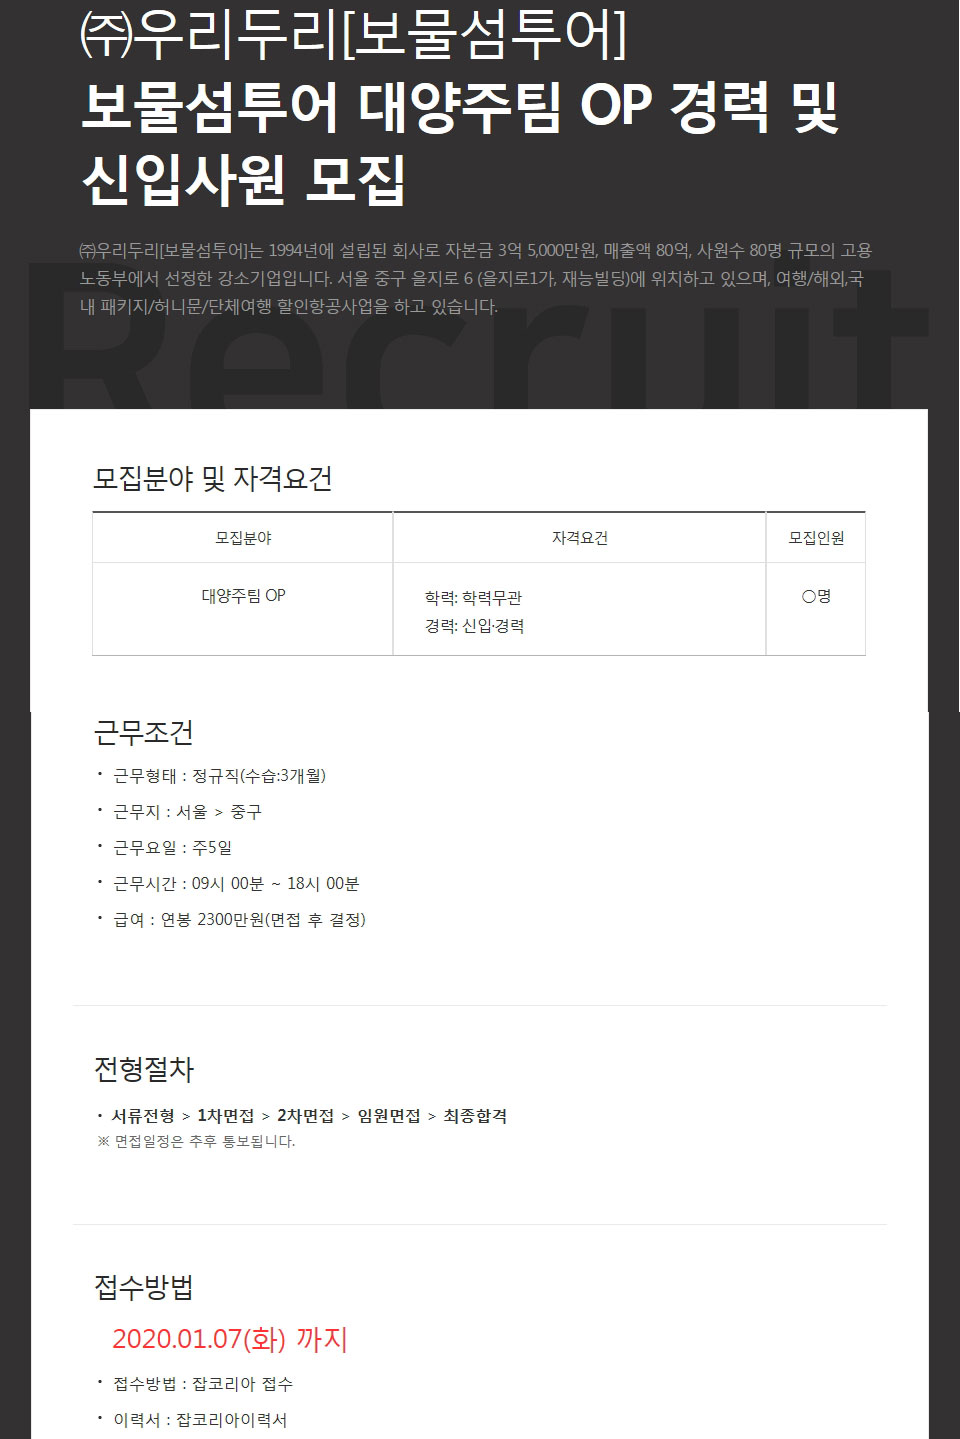 ㈜우리두리[보물섬투어]
보물섬투어 대양주팀 OP 경력 및
신입사원 모집
㈜우리두리[보물섬투어]는 1994년에 설립된 회사로 자본금 3억 5,000만원, 매출액 80억, 사원수 80명 규모의 고용
노동부에서 선정한 강소기업입니다. 서울 중구 을지로 6 (을지로1가, 재능빌딩)에 위치하고 있으며, 여행/해외,국
내 패키지/허니문/단체여행 할인항공사업을 하고 있습니다.
Recruit
모집분야 및 자격요건
모집분야 자격요건 모집인원
대양주팀 OP 학력: 학력무관 ○명
경력: 신입·경력
근무조건
· 근무형태 : 정규직(수습:3개월)
· 근무지 : 서울 > 중구
· 근무요일 : 주5일
· 근무시간 : 09시 00분 ~ 18시 00분
· 급여 : 연봉 2300만원(면접 후 결정)
전형절차
· 서류전형 > 1차면접 > 2차면접 > 임원면접 > 최종합격
※ 면접일정은 추후 통보됩니다.
접수방법
2020.01.07(화) 까지
· 접수방법 : 잡코리아 접수
· 이력서 : 잡코리아이력서